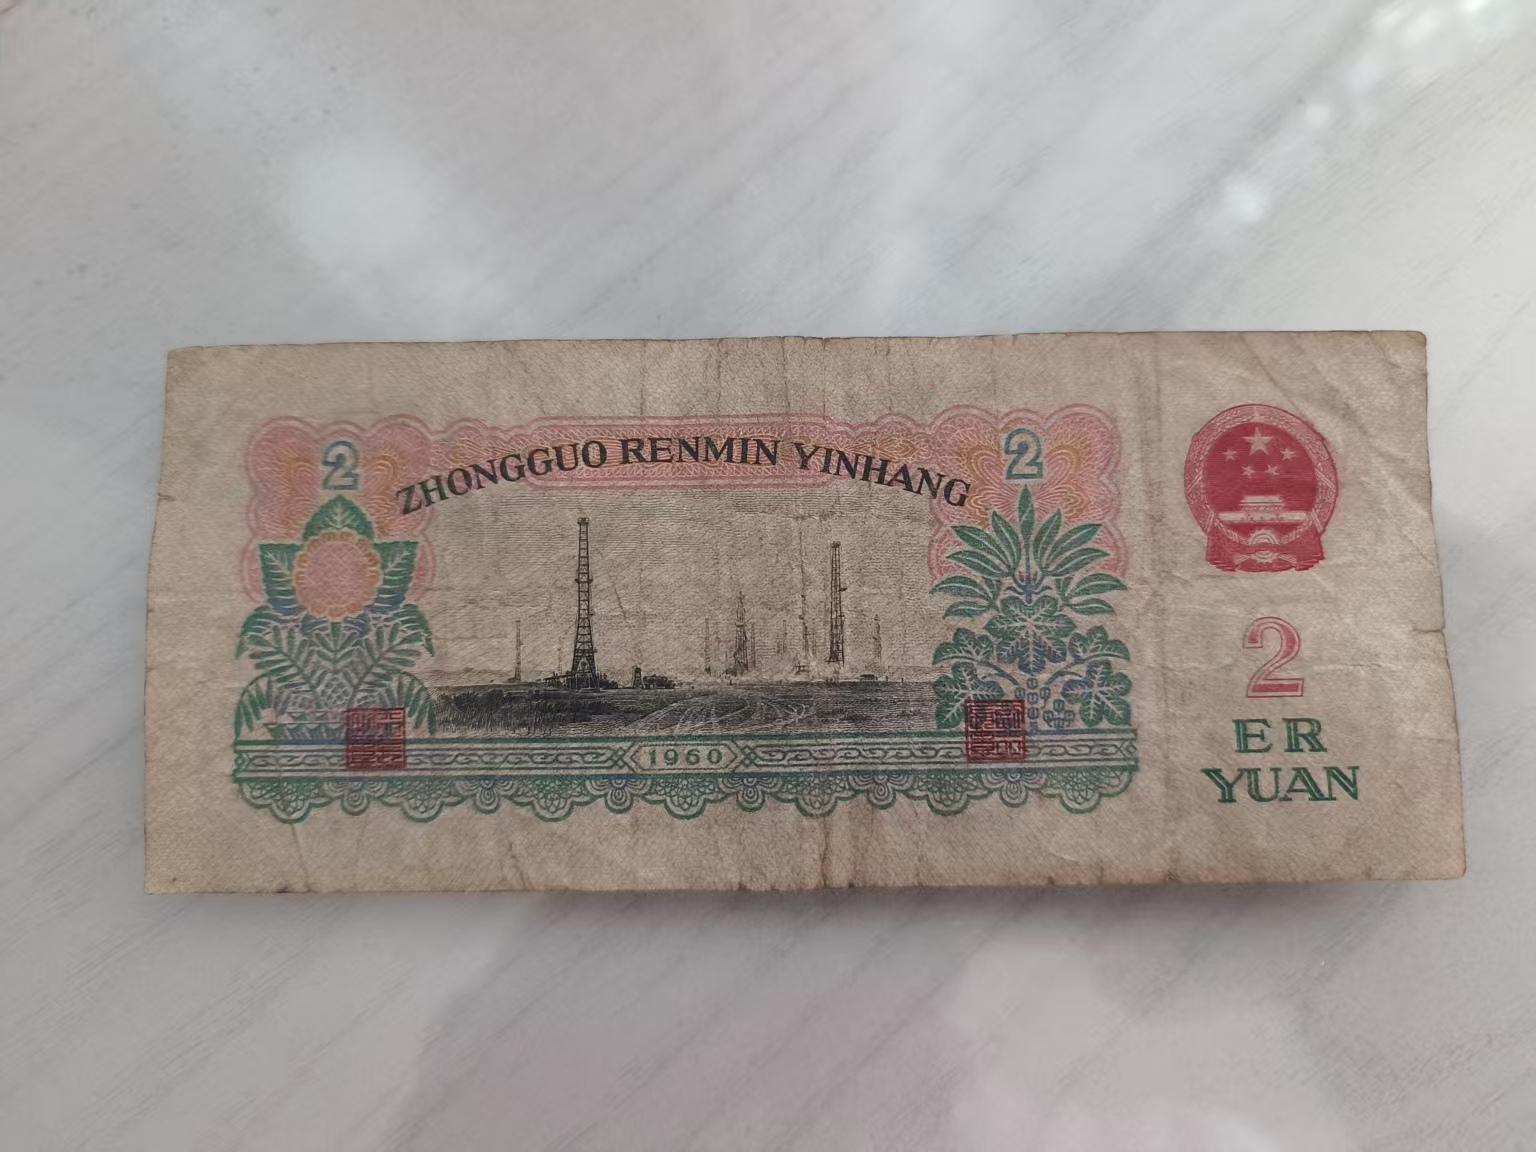 ZHONGGUO RENMIN YINHANG
2
2
1960
2
ER
YUAN